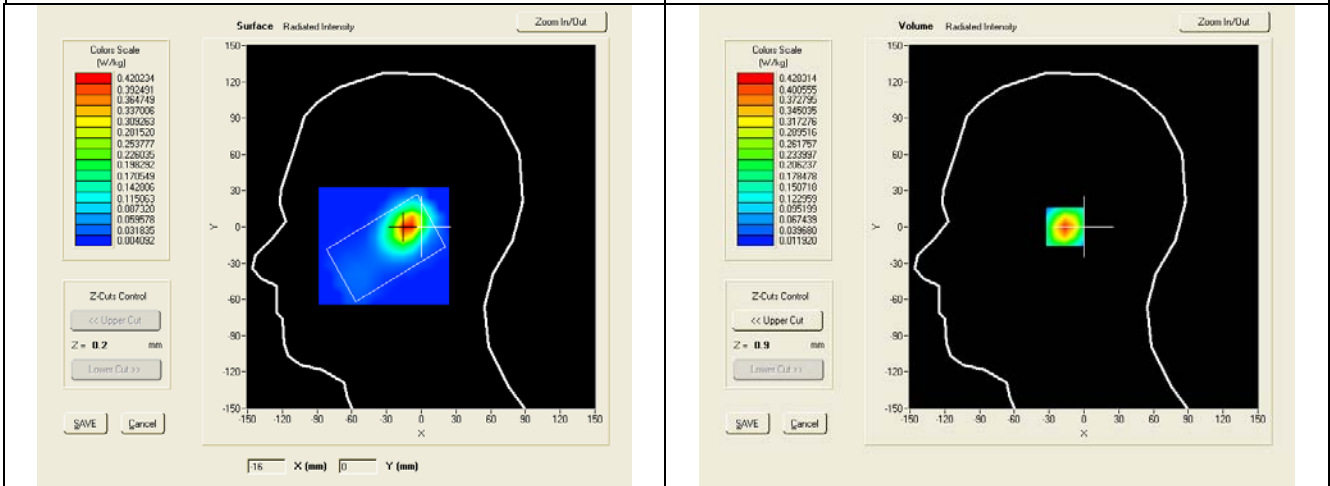 Surface Radiated Intensity
Zoom In/Out
Colors Scale
(W/kg)
0.420234
0.392491
0.364749
0.337006
0.309263
0.281520
0.253777
0.226035
0.198292
0.170549
0.142806
0.115063
0.087320
0.059578
0.031835
0.004092
Z-Cuts Control
<< Upper Cut
Z = 0.2 mm
Lower Cut >>
SAVE Cancel
150
120
90
60
30
0
-30
-60
-90
-120
-150
Y
-150 -120 -90 -60 -30 0 30 60 90 120 150
X
-16 X (mm) 0 Y (mm)
Volume Radiated Intensity
Zoom In/Out
Colors Scale
(W/kg)
0.428314
0.400555
0.372795
0.345035
0.317276
0.289516
0.261757
0.233997
0.206237
0.178478
0.150718
0.122959
0.095199
0.067439
0.039680
0.011920
Z-Cuts Control
<< Upper Cut
Z = 0.9 mm
Lower Cut >>
SAVE Cancel
150
120
90
60
30
0
-30
-60
-90
-120
-150
Y
-150 -120 -90 -60 -30 0 30 60 90 120 150
X